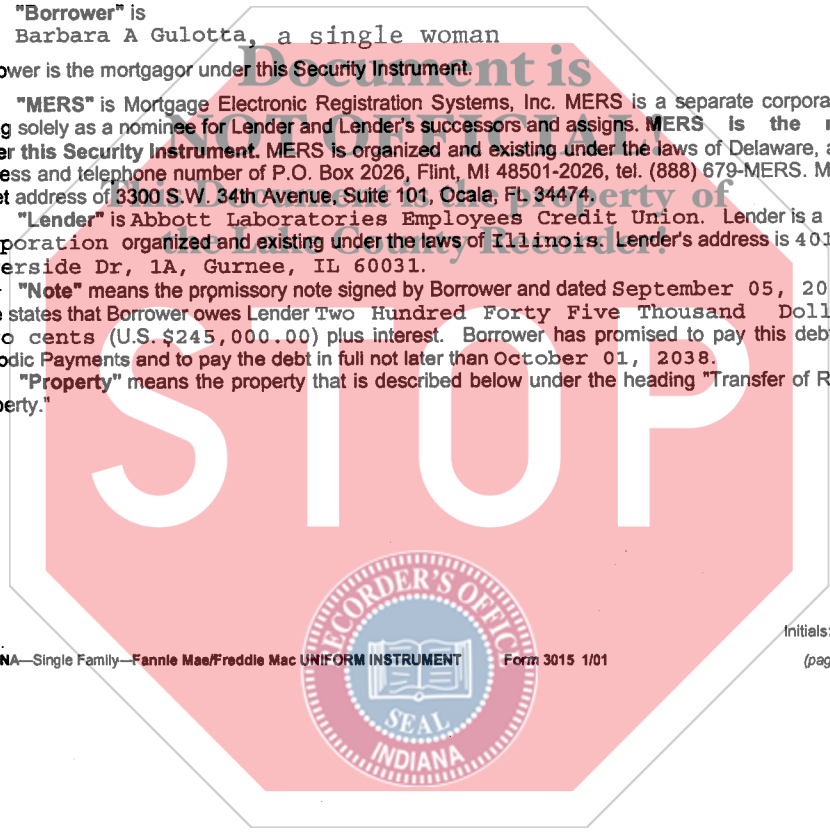 "Borrower" is
Barbara A Gulotta, a single woman
ower is the mortgagor under this Security Instrument.
"MERS" is Mortgage Electronic Registration Systems, Inc. MERS is a separate corpora
g solely as a nominee for Lender and Lender's successors and assigns. MERS is the
er this Security Instrument. MERS is organized and existing under the laws of Delaware, a
ess and telephone number of P.O. Box 2026, Flint, MI 48501-2026, tel. (888) 679-MERS. M
et address of 3300 S.W. 34th Avenue, Suite 101, Ocala, FL 34474.
"Lender" is Abbott Laboratories Employees Credit Union. Lender is a
poration organized and existing under the laws of Illinois. Lender's address is 401
erside Dr, 1A, Gurnee, IL 60031.
"Note" means the promissory note signed by Borrower and dated September 05, 20
e states that Borrower owes Lender Two Hundred Forty Five Thousand Doll
o cents (U.S. $245,000.00) plus interest. Borrower has promised to pay this deb
odic Payments and to pay the debt in full not later than October 01, 2038.
"Property" means the property that is described below under the heading "Transfer of R
perty."
Document is
NOT OFFICIAL!
This Document is the property of
the Lake County Recorder!
STOP
RECORDER'S OFFICE
SEAL
INDIANA
Initials:
NA—Single Family—Fannie Mae/Freddie Mac UNIFORM INSTRUMENT Form 3015 1/01 (pag